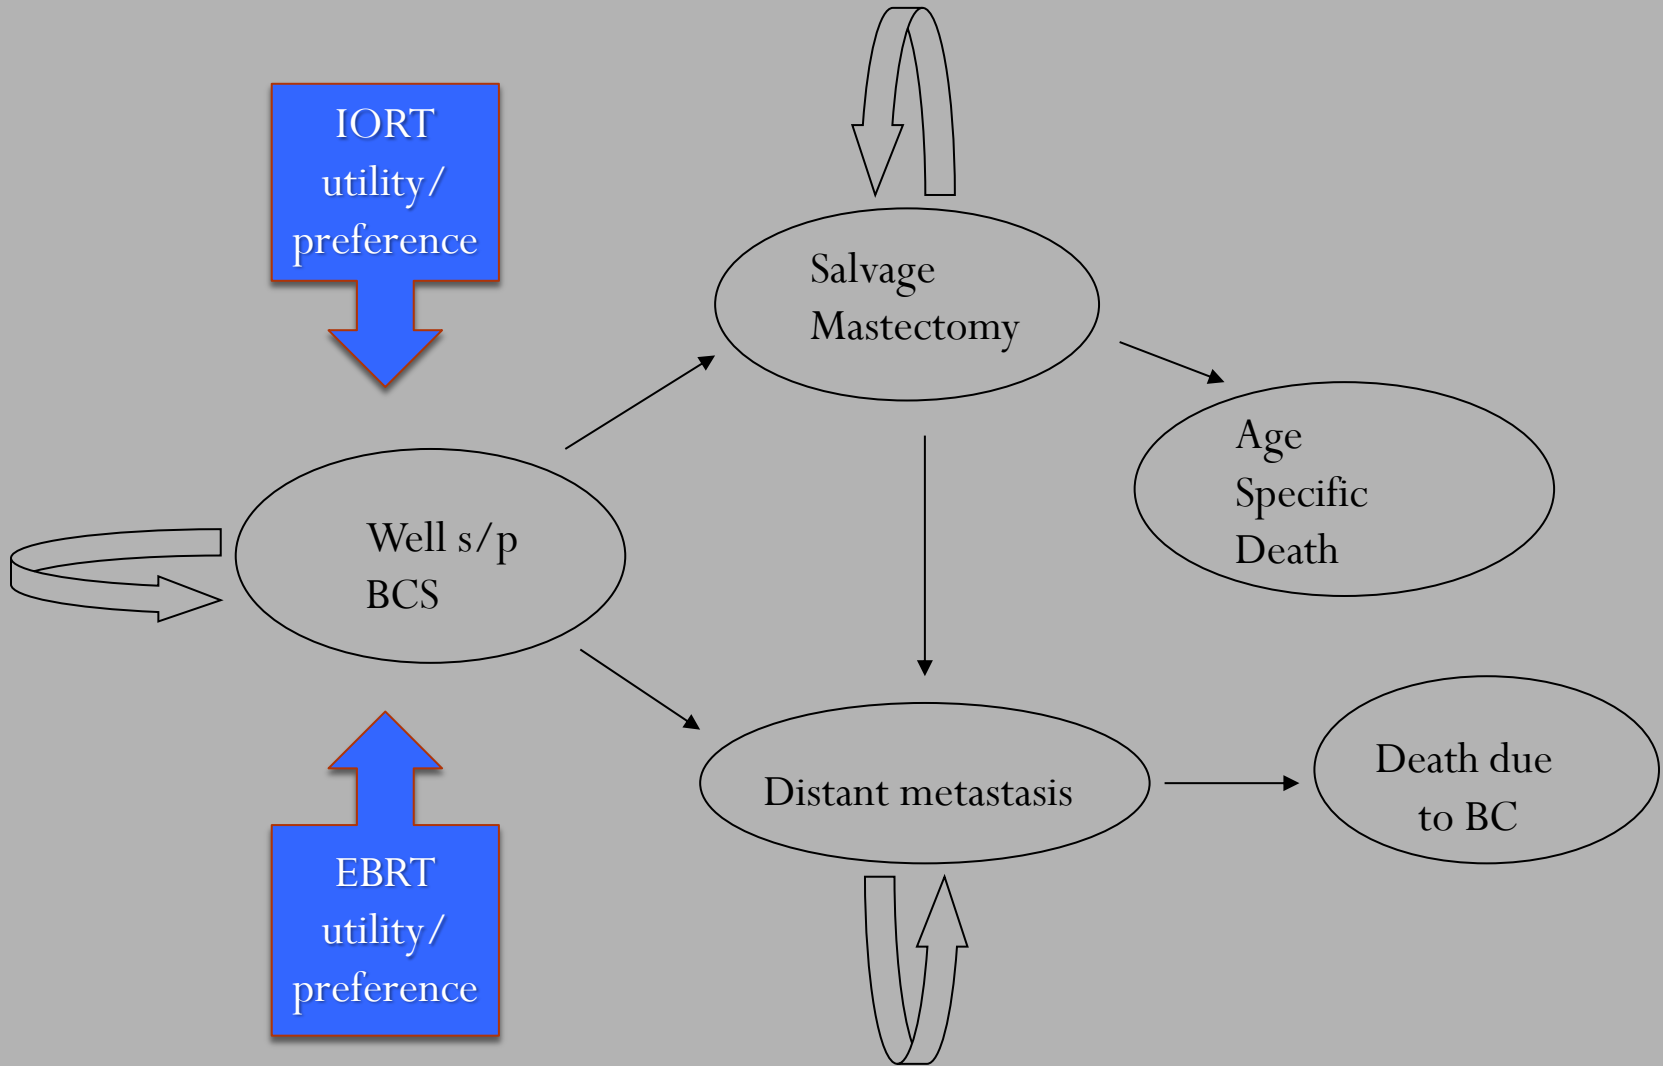 IORT
utility/
preference
Salvage
Mastectomy
Age
Specific
Death
Well s/p
BCS
Distant metastasis
Death due
to BC
EBRT
utility/
preference